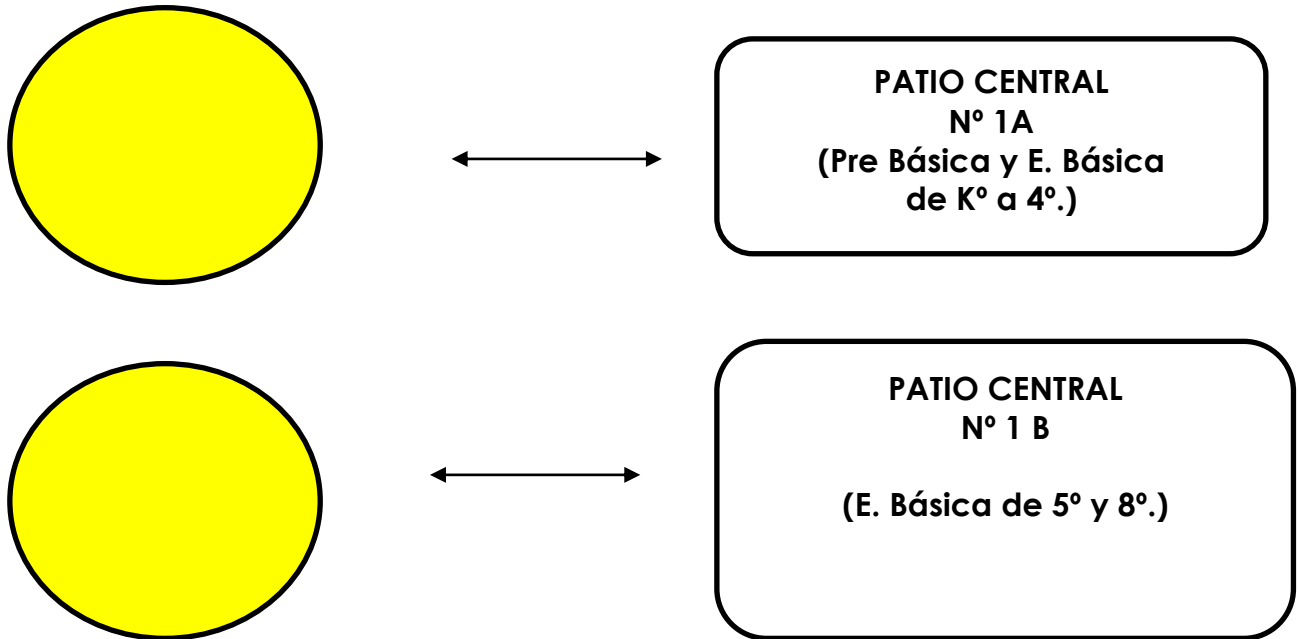 PATIO CENTRAL
Nº 1A
(Pre Básica y E. Básica
de Kº a 4º.)
PATIO CENTRAL
Nº 1 B
(E. Básica de 5º y 8º.)